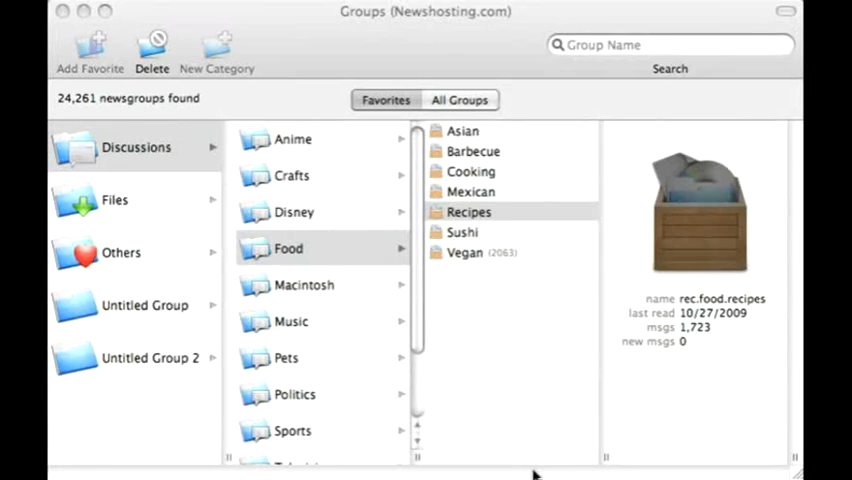 Groups (Newshosting.com)
Group Name
Add Favorite
Delete
New Category
Search
24,261 newsgroups found
Favorites
All Groups
Discussions
Files
Others
Untitled Group
Untitled Group 2
Anime
Crafts
Disney
Food
Macintosh
Music
Pets
Politics
Sports
Asian
Barbecue
Cooking
Mexican
Recipes
Sushi
Vegan (2063)
name rec.food.recipes
last read 10/27/2009
msgs 1,723
new msgs 0